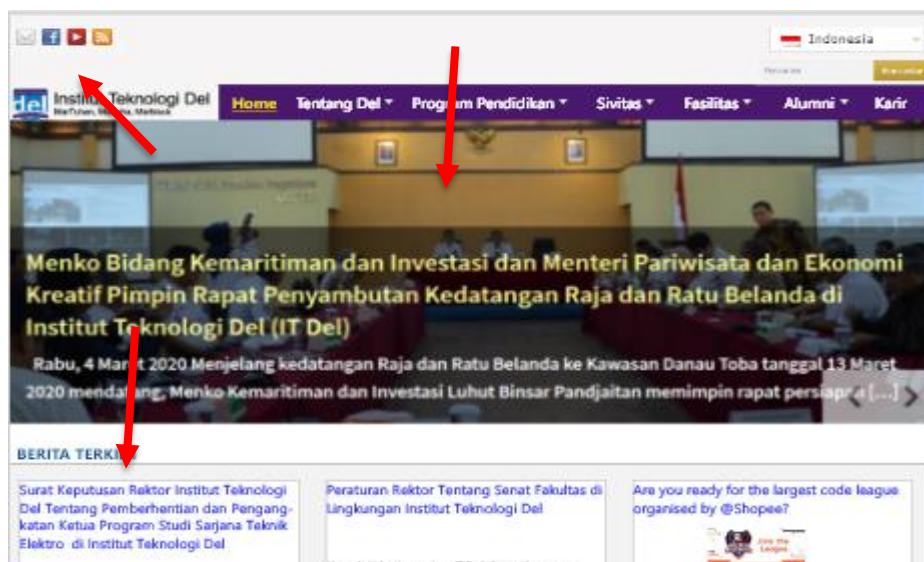 Indonesia
del Institut Teknologi Del
Home Tentang Del Program Pendidikan Sivitas Fasilitas Alumni Karir
Menko Bidang Kemaritiman dan Investasi dan Menteri Pariwisata dan Ekonomi
Kreatif Pimpin Rapat Penyambutan Kedatangan Raja dan Ratu Belanda di
Institut Teknologi Del (IT Del)
Rabu, 4 Maret 2020 Menjelang kedatangan Raja dan Ratu Belanda ke Kawasan Danau Toba tanggal 13 Maret
2020 mendatang, Menko Kemaritiman dan Investasi Luhut Binsar Pandjaitan memimpin rapat persiapan [...]
BERITA TERKINI
Surat Keputusan Rektor Institut Teknologi
Del Tentang Pemberhentian dan Pengang-
katan Ketua Program Studi Sarjana Teknik
Elektro di Institut Teknologi Del
Peraturan Rektor Tentang Senat Fakultas di
Lingkungan Institut Teknologi Del
Are you ready for the largest code league
organised by @Shopee?
Join the
League